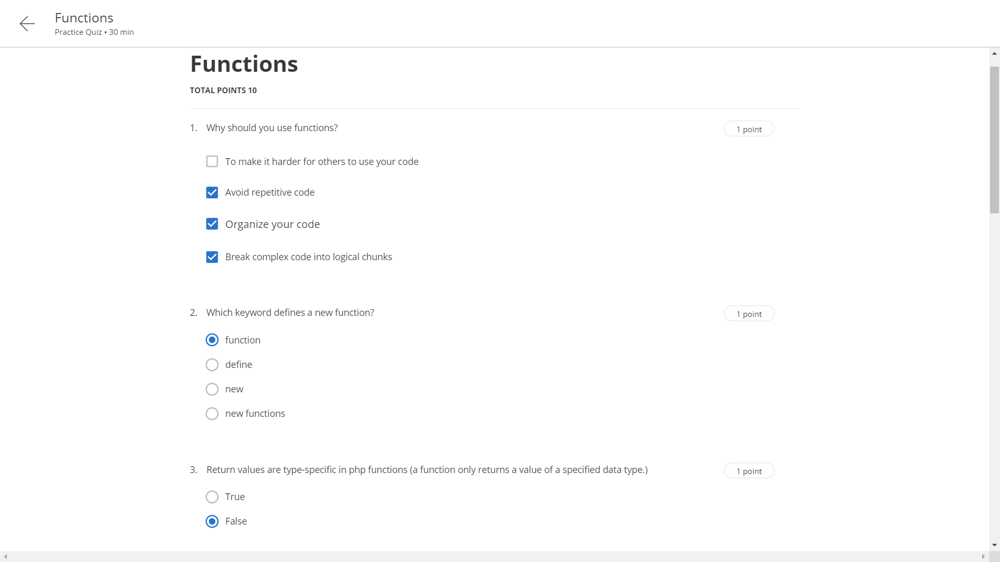 Functions
Practice Quiz • 30 min
Functions
TOTAL POINTS 10
1. Why should you use functions?
1 point
To make it harder for others to use your code
Avoid repetitive code
Organize your code
Break complex code into logical chunks
2. Which keyword defines a new function?
1 point
function
define
new
new functions
3. Return values are type-specific in php functions (a function only returns a value of a specified data type.)
1 point
True
False